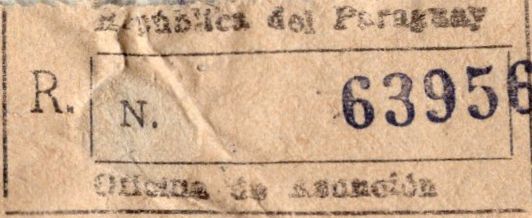 República del Paraguay
R. N. 63956
Oficina de Asunción